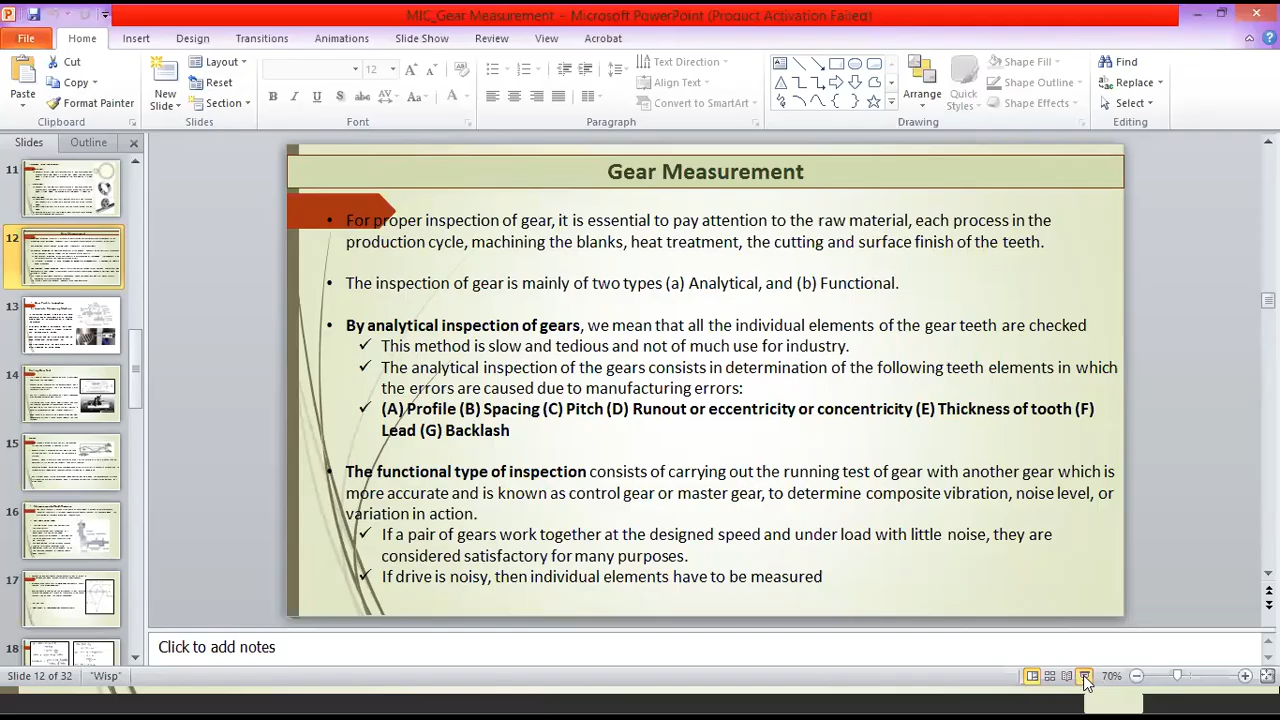 MIC_Gear Measurement - Microsoft PowerPoint (Product Activation Failed)
File Home Insert Design Transitions Animations Slide Show Review View Acrobat
Paste
Cut
Copy
Format Painter
Clipboard
New
Slide
Layout
Reset
Section
Slides
12
B I U S abc AV Aa A
Font
Text Direction
Align Text
Convert to SmartArt
Paragraph
Arrange
Quick
Styles
Shape Fill
Shape Outline
Shape Effects
Drawing
Find
Replace
Select
Editing
Slides Outline
11
12
13
14
15
16
17
18
Gear Measurement
• For proper inspection of gear, it is essential to pay attention to the raw material, each process in the
production cycle, machining the blanks, heat treatment, the cutting and surface finish of the teeth.
• The inspection of gear is mainly of two types (a) Analytical, and (b) Functional.
• By analytical inspection of gears, we mean that all the individual elements of the gear teeth are checked
✓ This method is slow and tedious and not of much use for industry.
✓ The analytical inspection of the gears consists in determination of the following teeth elements in which
the errors are caused due to manufacturing errors:
✓ (A) Profile (B) Spacing (C) Pitch (D) Runout or eccentricity or concentricity (E) Thickness of tooth (F)
Lead (G) Backlash
• The functional type of inspection consists of carrying out the running test of gear with another gear which is
more accurate and is known as control gear or master gear, to determine composite vibration, noise level, or
variation in action.
✓ If a pair of gears work together at the designed speed and under load with little noise, they are
considered satisfactory for many purposes.
✓ If drive is noisy, then individual elements have to be measured
Click to add notes
Slide 12 of 32 "Wisp" 70%